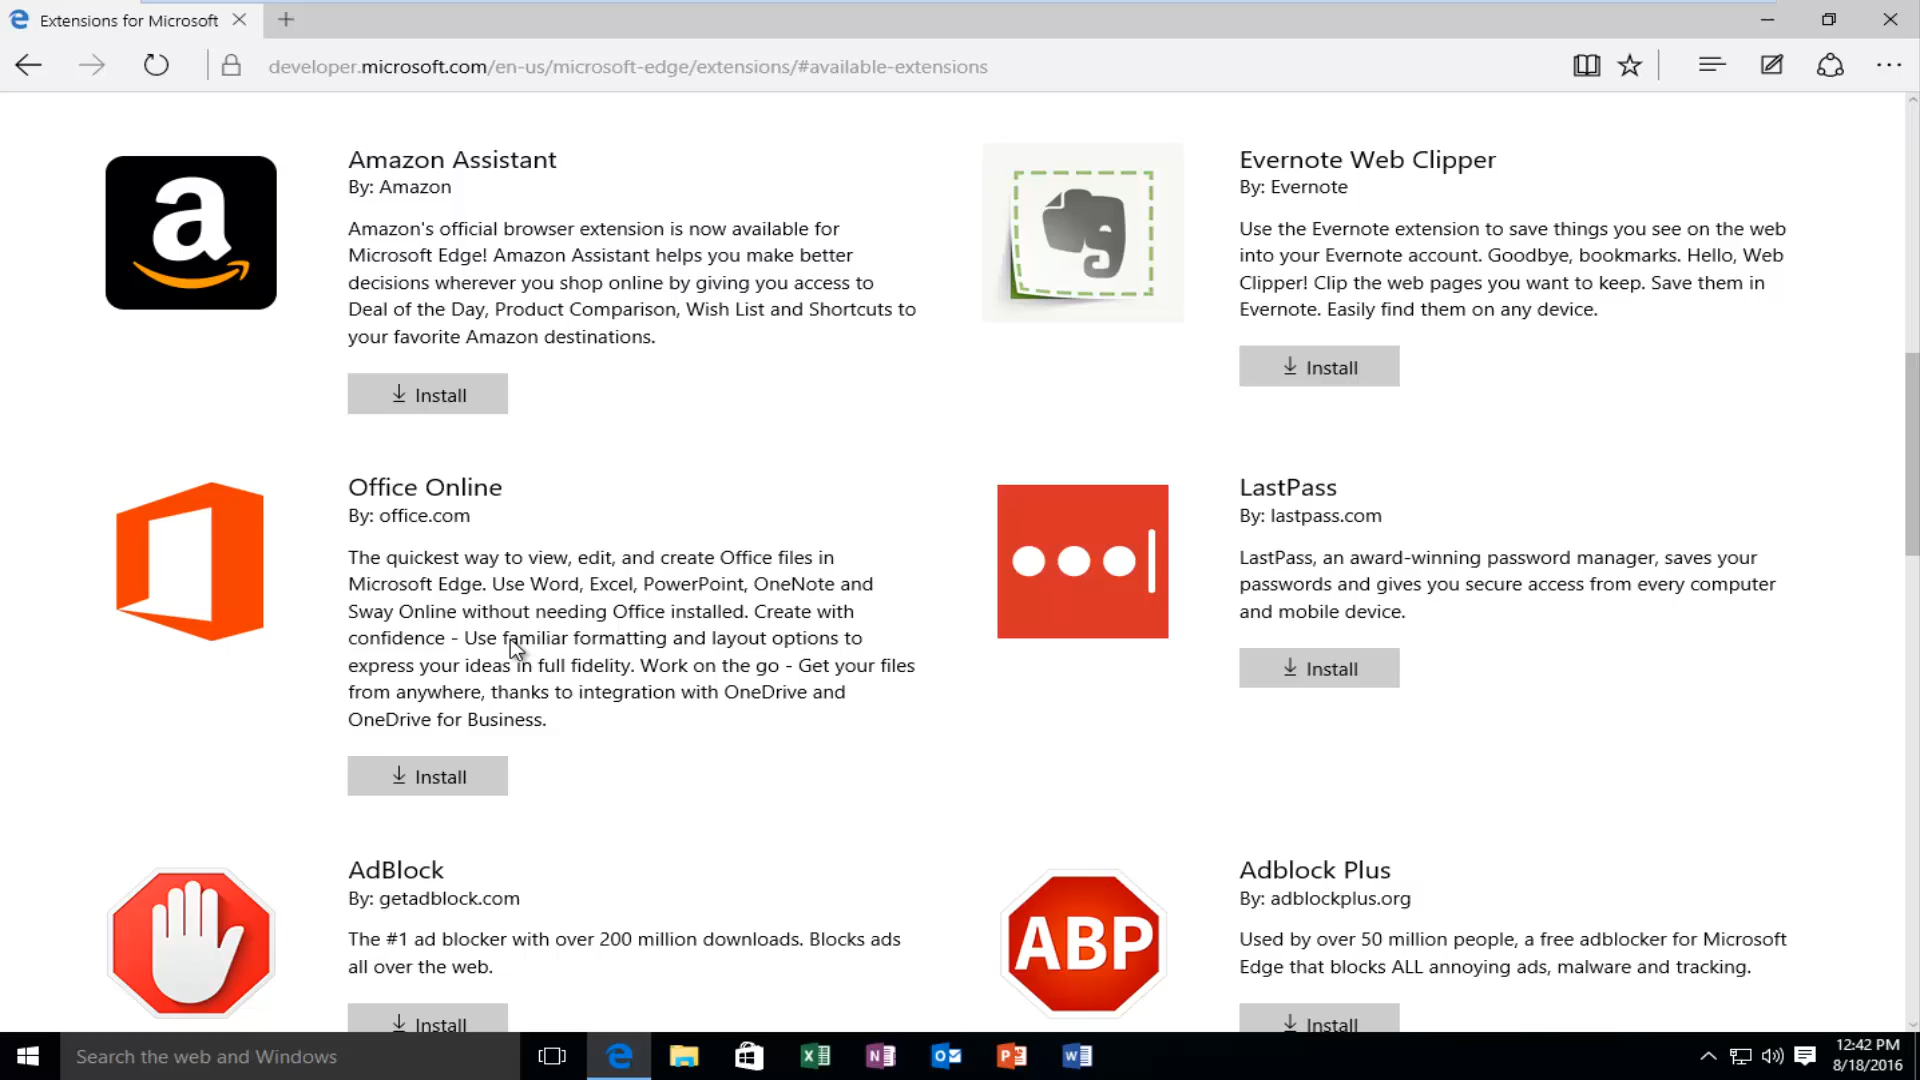 Extensions for Microsoft
developer.microsoft.com/en-us/microsoft-edge/extensions/#available-extensions
Amazon Assistant
By: Amazon
Amazon's official browser extension is now available for
Microsoft Edge! Amazon Assistant helps you make better
decisions wherever you shop online by giving you access to
Deal of the Day, Product Comparison, Wish List and Shortcuts to
your favorite Amazon destinations.
Install
Evernote Web Clipper
By: Evernote
Use the Evernote extension to save things you see on the web
into your Evernote account. Goodbye, bookmarks. Hello, Web
Clipper! Clip the web pages you want to keep. Save them in
Evernote. Easily find them on any device.
Install
Office Online
By: office.com
The quickest way to view, edit, and create Office files in
Microsoft Edge. Use Word, Excel, PowerPoint, OneNote and
Sway Online without needing Office installed. Create with
confidence - Use familiar formatting and layout options to
express your ideas in full fidelity. Work on the go - Get your files
from anywhere, thanks to integration with OneDrive and
OneDrive for Business.
Install
LastPass
By: lastpass.com
LastPass, an award-winning password manager, saves your
passwords and gives you secure access from every computer
and mobile device.
Install
AdBlock
By: getadblock.com
The #1 ad blocker with over 200 million downloads. Blocks ads
all over the web.
Install
ABP
Adblock Plus
By: adblockplus.org
Used by over 50 million people, a free adblocker for Microsoft
Edge that blocks ALL annoying ads, malware and tracking.
Install
Search the web and Windows
12:42 PM
8/18/2016